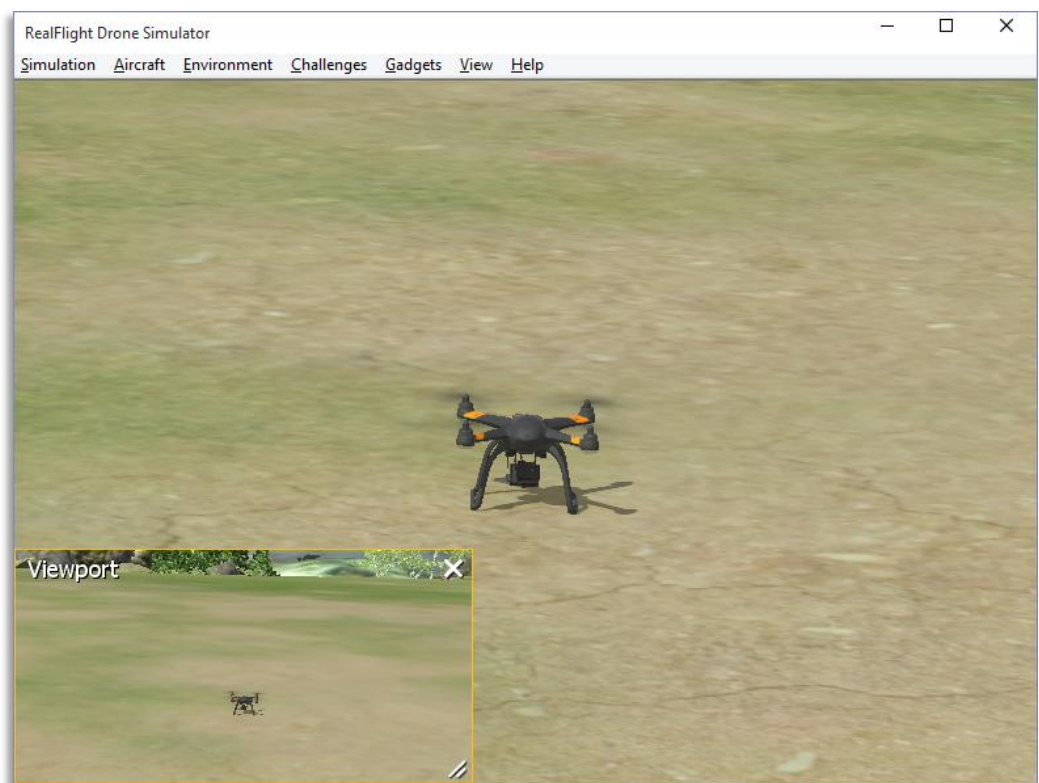 RealFlight Drone Simulator
Simulation Aircraft Environment Challenges Gadgets View Help
Viewport